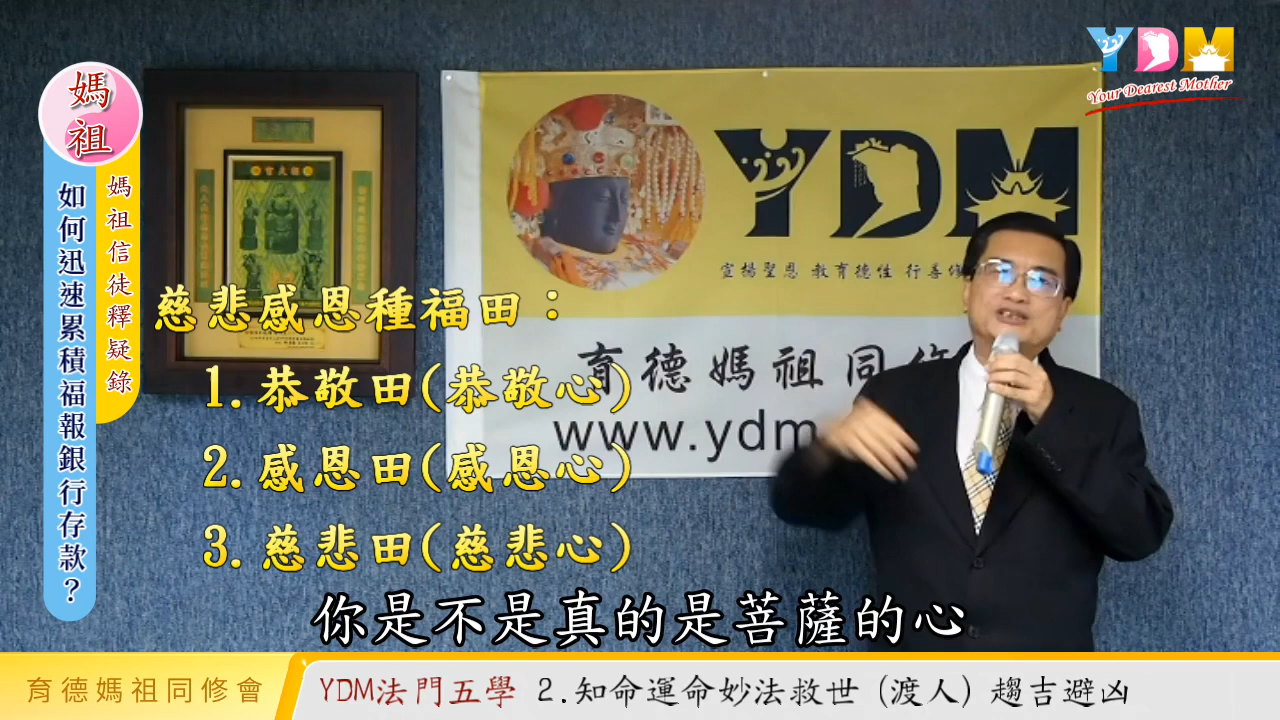 YDM
Your Dearest Mother
媽祖
媽祖信徒釋疑錄
如何迅速累積福報銀行存款？
YDM
宣揚聖恩 教育德性 行善修
育德媽祖同修
www.ydm
慈悲感恩種福田：
1.恭敬田(恭敬心)
2.感恩田(感恩心)
3.慈悲田(慈悲心)
你是不是真的是菩薩的心
育德媽祖同修會
YDM法門五學 2.知命運命妙法救世 (渡人) 趨吉避凶